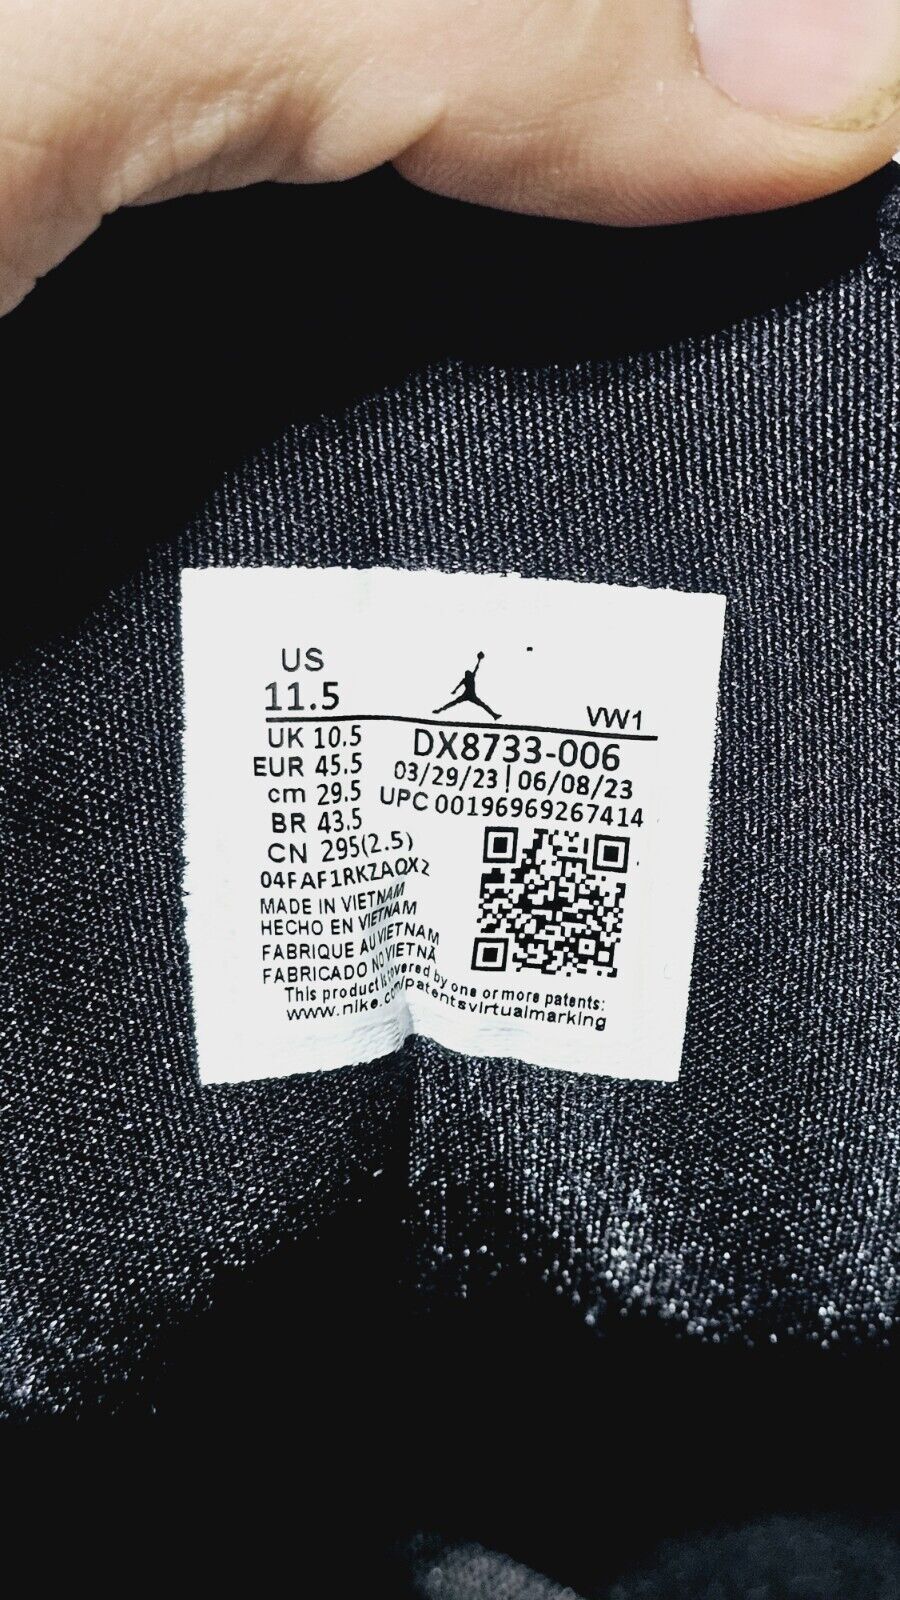 US
11.5
VW1
UK 10.5
EUR 45.5
cm 29.5
BR 43.5
CN 295(2.5)
04FAF1RKZAQX2
DX8733-006
03/29/23 | 06/08/23
UPC 00196969267414
MADE IN VIETNAM
HECHO EN VIETNAM
FABRIQUE AU VIETNAM
FABRICADO NO VIETNÃ
This product is covered by one or more patents:
www.nike.com/patentsvirtualmarking